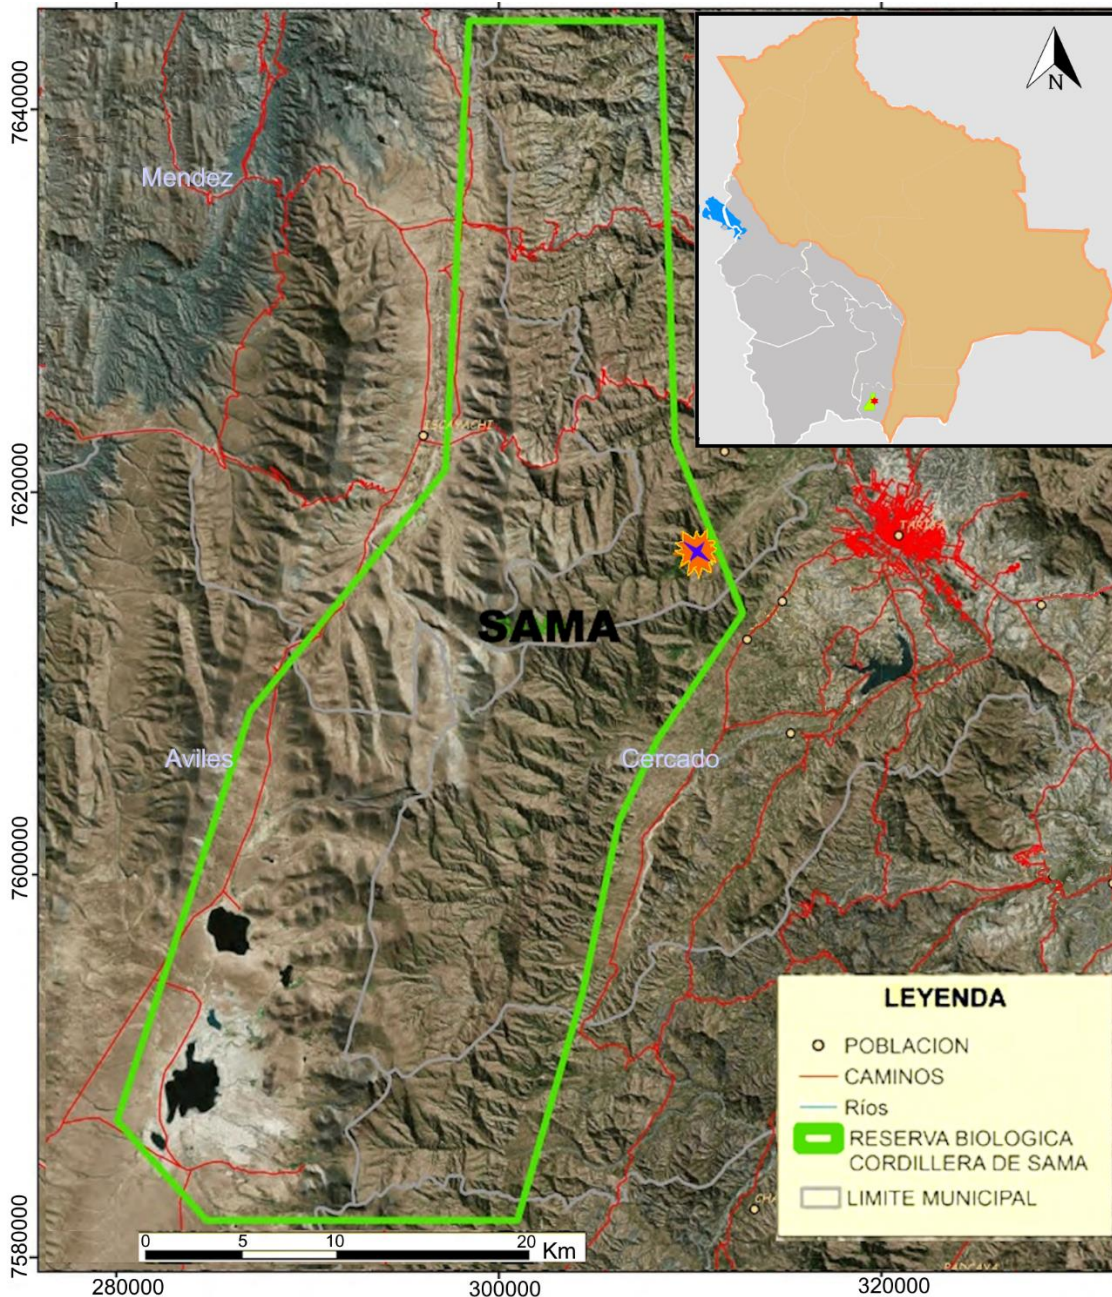 N
7640000
7620000
7600000
7580000
Mendez
TARIJA
SAMA
Aviles
Cercado
LEYENDA
POBLACION
CAMINOS
Ríos
RESERVA BIOLOGICA
CORDILLERA DE SAMA
LIMITE MUNICIPAL
0 5 10 20 Km
280000 300000 320000